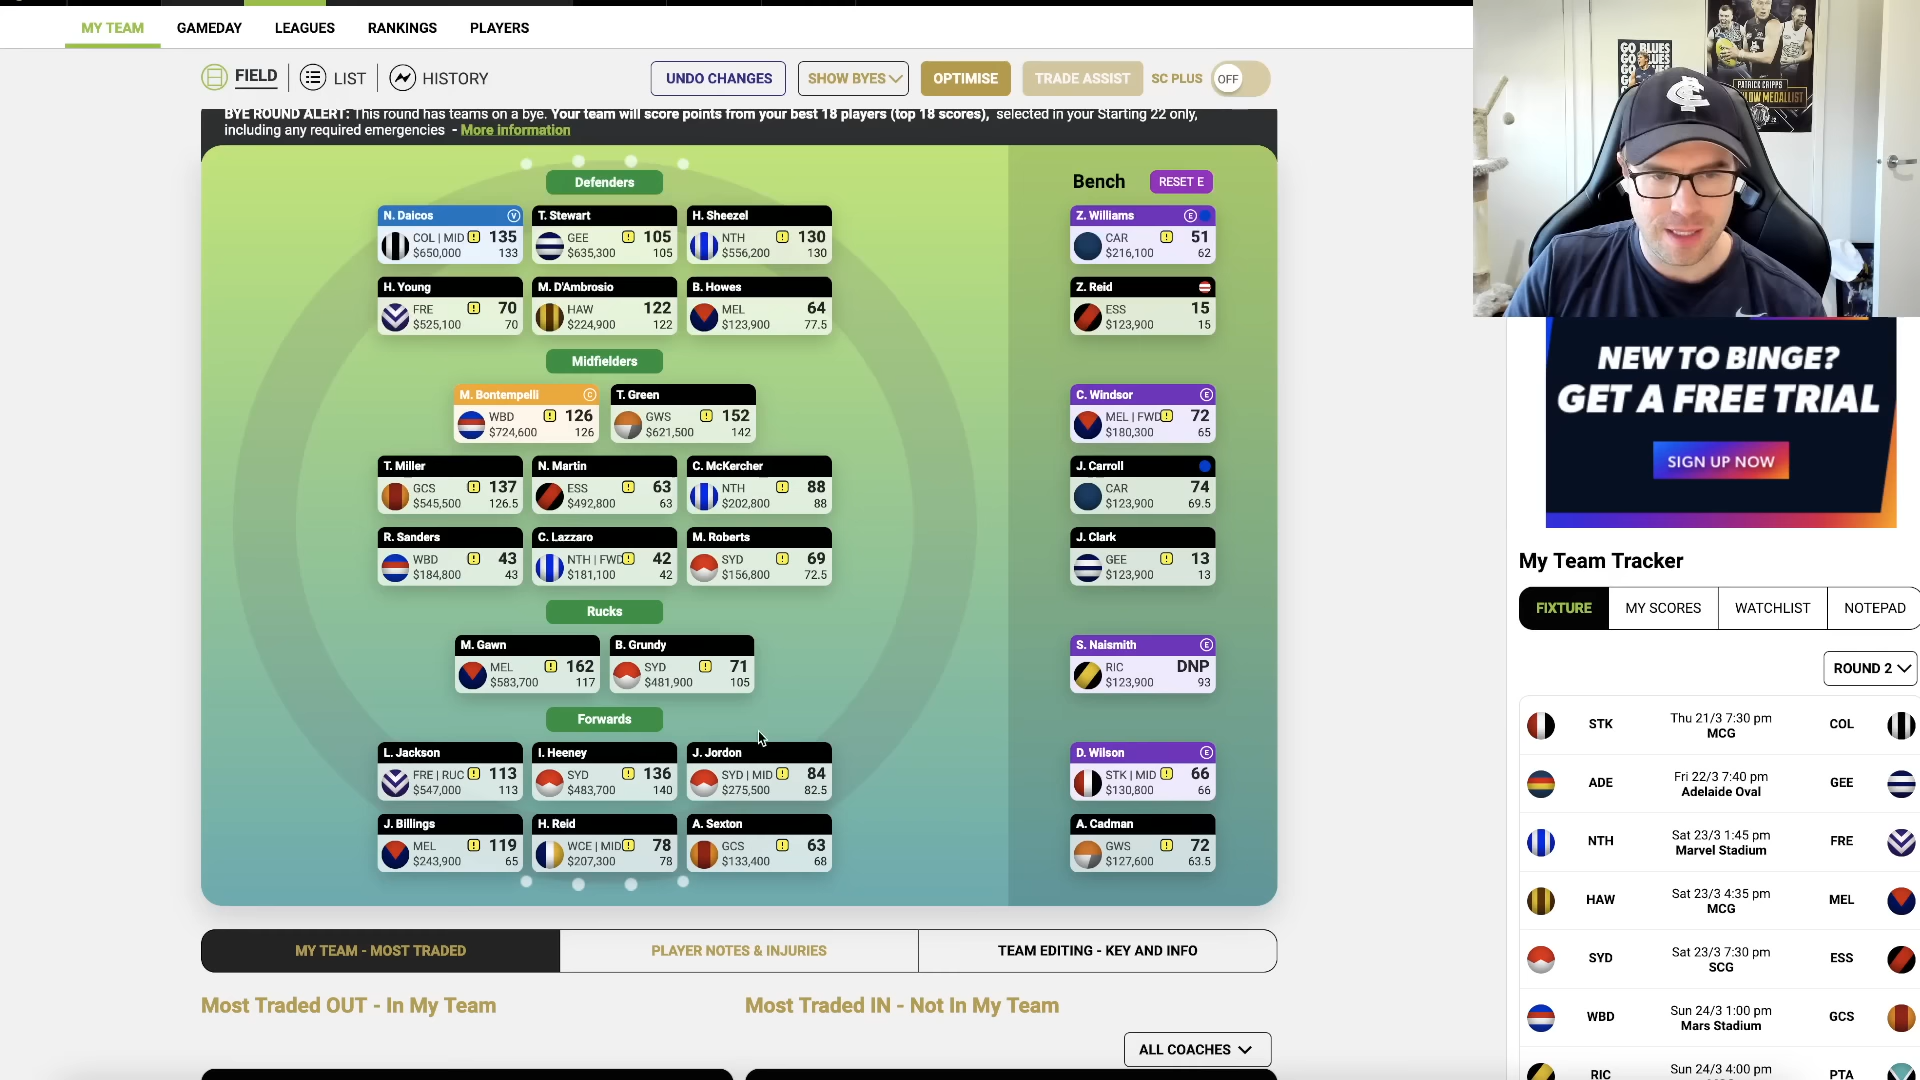 MY TEAM GAMEDAY LEAGUES RANKINGS PLAYERS
FIELD LIST HISTORY UNDO CHANGES SHOW BYES OPTIMISE TRADE ASSIST SC PLUS OFF
BYE ROUND ALERT: This round has teams on a bye. Your team will score points from your best 18 players (top 18 scores), selected in your Starting 22 only,
including any required emergencies - More information
Defenders
Bench RESET E
N. Daicos V
COL | MID ! 135
$650,000 133
T. Stewart
GEE ! 105
$635,300 105
H. Sheezel
NTH ! 130
$556,200 130
Z. Williams E
CAR ! 51
$216,100 62
H. Young
FRE ! 70
$525,100 70
M. D'Ambrosio
HAW 122
$224,900 122
B. Howes
MEL 64
$123,900 77.5
Z. Reid
ESS 15
$123,900 15
Midfielders
M. Bontempelli C
WBD ! 126
$724,600 126
T. Green
GWS ! 152
$621,500 142
C. Windsor E
MEL | FWD ! 72
$180,300 65
T. Miller
GCS ! 137
$545,500 126.5
N. Martin
ESS ! 63
$492,800 63
C. McKercher
NTH ! 88
$202,800 88
J. Carroll
CAR 74
$123,900 69.5
R. Sanders
WBD ! 43
$184,800 43
C. Lazzaro
NTH | FWD ! 42
$181,100 42
M. Roberts
SYD ! 69
$156,800 72.5
J. Clark
GEE ! 13
$123,900 13
Rucks
M. Gawn
MEL ! 162
$583,700 117
B. Grundy
SYD ! 71
$481,900 105
S. Naismith E
RIC DNP
$123,900 93
Forwards
L. Jackson
FRE | RUC ! 113
$547,000 113
I. Heeney
SYD ! 136
$483,700 140
J. Jordon
SYD | MID ! 84
$275,500 82.5
D. Wilson E
STK | MID ! 66
$130,800 66
J. Billings
MEL ! 119
$243,900 65
H. Reid
WCE | MID ! 78
$207,300 78
A. Sexton
GCS ! 63
$133,400 68
A. Cadman
GWS ! 72
$127,600 63.5
MY TEAM - MOST TRADED PLAYER NOTES & INJURIES TEAM EDITING - KEY AND INFO
Most Traded OUT - In My Team Most Traded IN - Not In My Team
ALL COACHES
GO BLUES
PATRICK CRIPPS
MEDALLIST
NEW TO BINGE?
GET A FREE TRIAL
SIGN UP NOW
My Team Tracker
FIXTURE MY SCORES WATCHLIST NOTEPAD
ROUND 2
STK Thu 21/3 7:30 pm COL
MCG
ADE Fri 22/3 7:40 pm GEE
Adelaide Oval
NTH Sat 23/3 1:45 pm FRE
Marvel Stadium
HAW Sat 23/3 4:35 pm MEL
MCG
SYD Sat 23/3 7:30 pm ESS
SCG
WBD Sun 24/3 1:00 pm GCS
Mars Stadium
RIC Sun 24/3 4:00 pm PTA